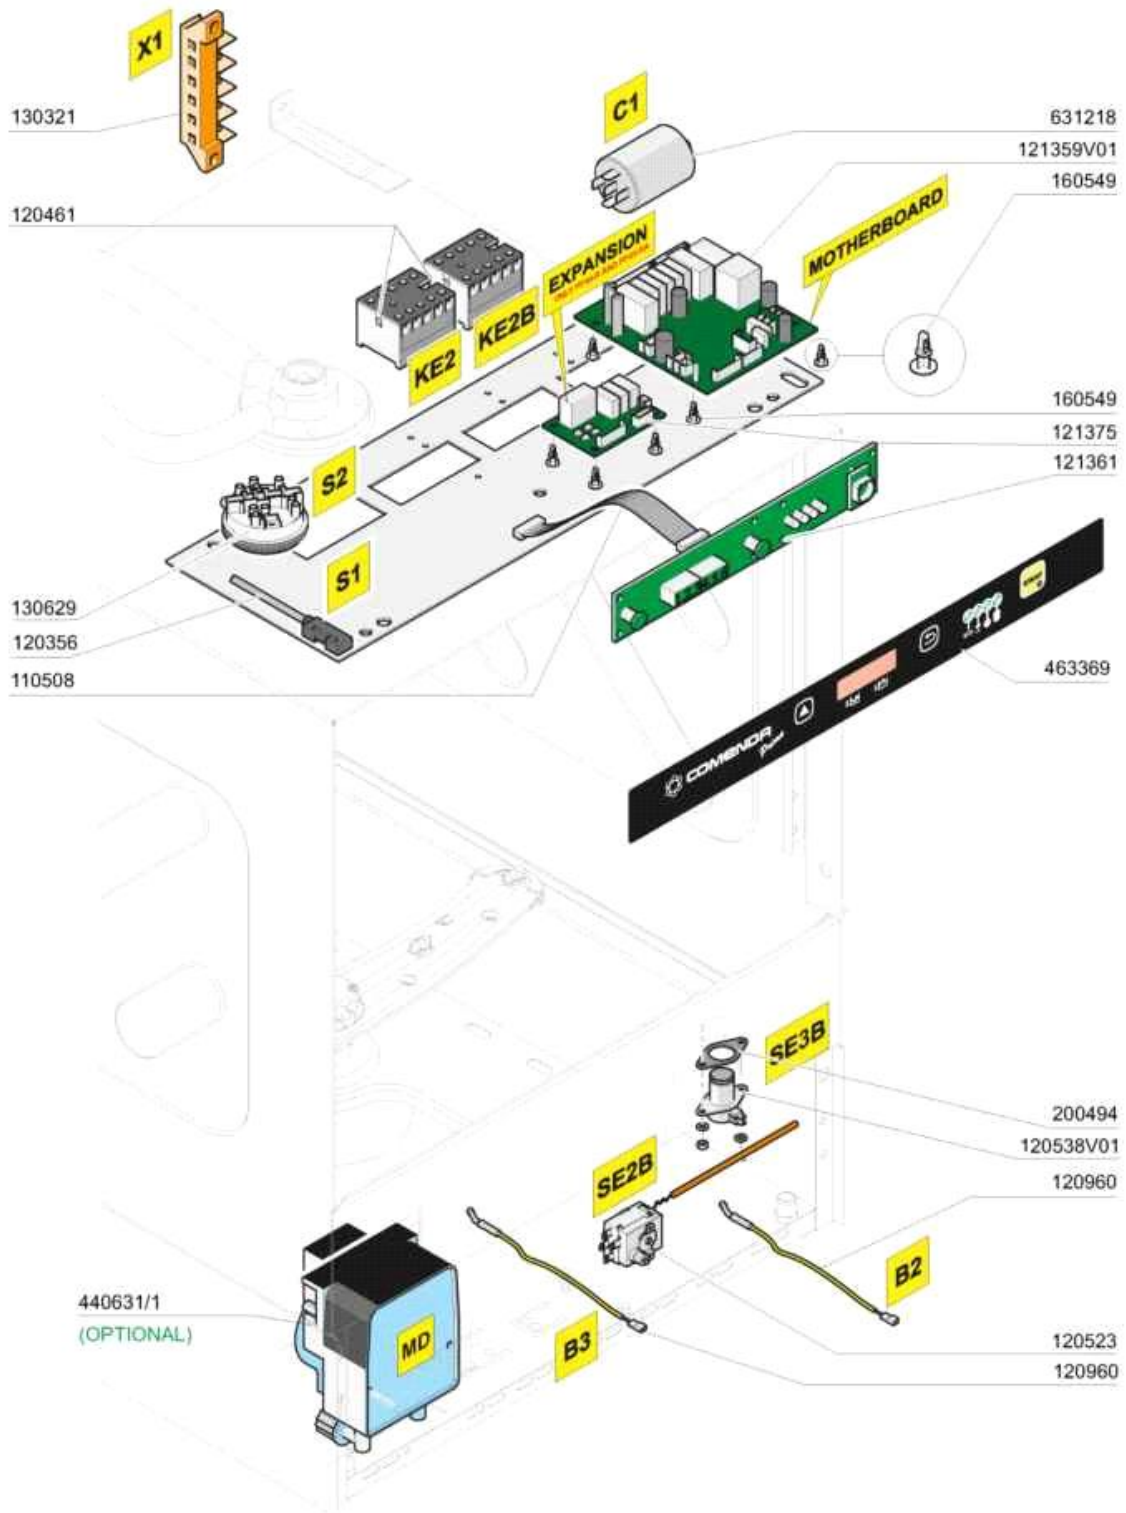 X1
130321
C1
631218
121359V01
160549
120461
EXPANSION
MOTHERBOARD
KE2B
KE2
160549
121375
121361
S2
S1
130629
120356
110508
463369
COMENDA
START
SE3B
200494
120538V01
120960
SE2B
B2
440631/1
(OPTIONAL)
MD
B3
120523
120960